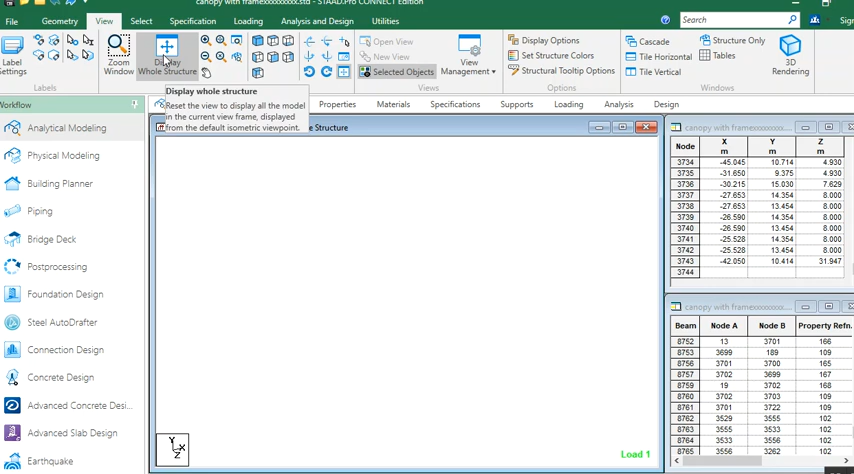 canopy with framexxxxxxxxx.std - STAAD.Pro CONNECT Edition
File Geometry View Select Specification Loading Analysis and Design Utilities Search
Label Settings
Labels
Zoom Window
Display Whole Structure
Open View
New View
Selected Objects
View Management
Views
Display Options
Set Structure Colors
Structural Tooltip Options
Options
Cascade
Tile Horizontal
Tile Vertical
Structure Only
Tables
Windows
3D Rendering
Display whole structure
Reset the view to display all the model
in the current view frame, displayed
from the default isometric viewpoint.
Properties Materials Specifications Supports Loading Analysis Design
Workflow
Analytical Modeling
Physical Modeling
Building Planner
Piping
Bridge Deck
Postprocessing
Foundation Design
Steel AutoDrafter
Connection Design
Concrete Design
Advanced Concrete Desi...
Advanced Slab Design
Earthquake
Structure
Y
X
Z
Load 1
canopy with framexxxxxx....
Node X m Y m Z m
3734 -45.045 10.714 4.930
3735 -31.650 9.375 4.930
3736 -30.215 15.030 7.629
3737 -27.653 14.354 8.000
3738 -27.653 13.454 8.000
3739 -26.590 14.354 8.000
3740 -26.590 13.454 8.000
3741 -25.528 14.354 8.000
3742 -25.528 13.454 8.000
3743 -42.050 10.414 31.947
3744
canopy with framexxxxxx....
Beam Node A Node B Property Refn.
8752 13 3701 166
8753 3699 189 109
8756 3701 3700 165
8757 3702 3699 167
8759 19 3702 168
8760 3702 3703 109
8761 3701 3722 109
8762 3529 3555 102
8763 3555 3533 102
8764 3533 3556 102
8765 3556 3262 102